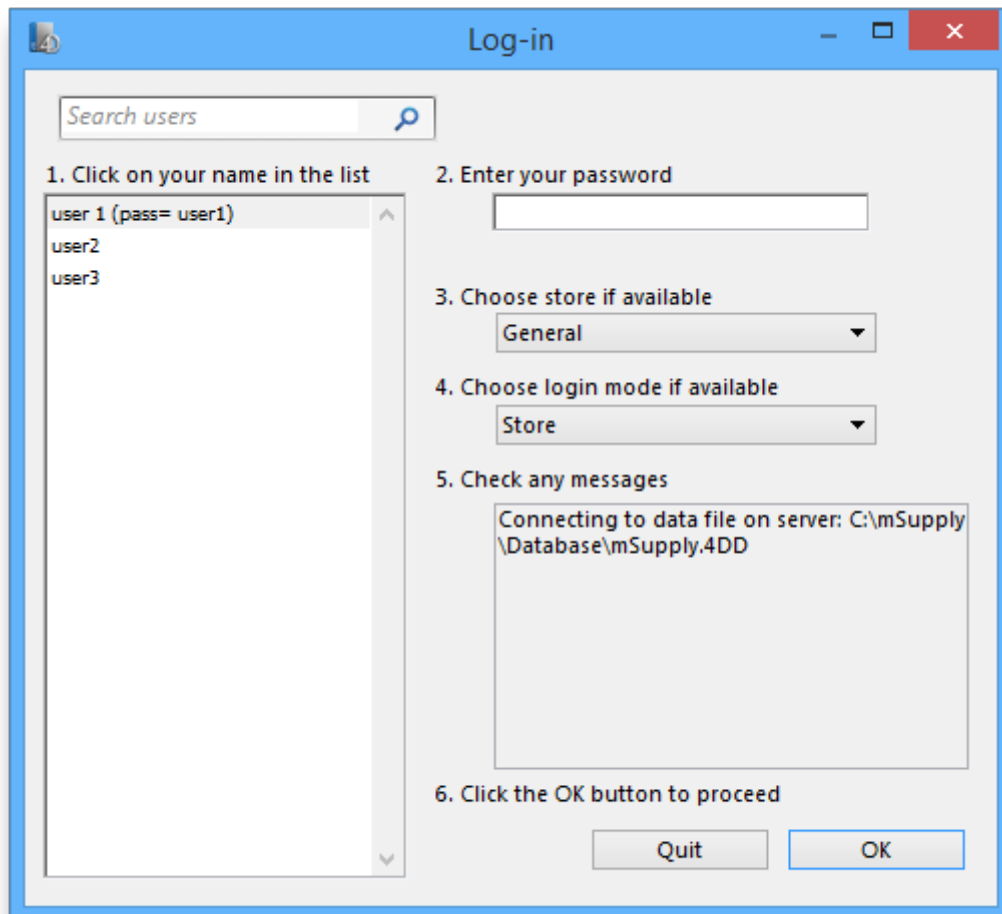 Log-in
Search users
1. Click on your name in the list
user 1 (pass= user1)
user2
user3
2. Enter your password
3. Choose store if available
General
4. Choose login mode if available
Store
5. Check any messages
Connecting to data file on server: C:\mSupply
\Database\mSupply.4DD
6. Click the OK button to proceed
Quit
OK